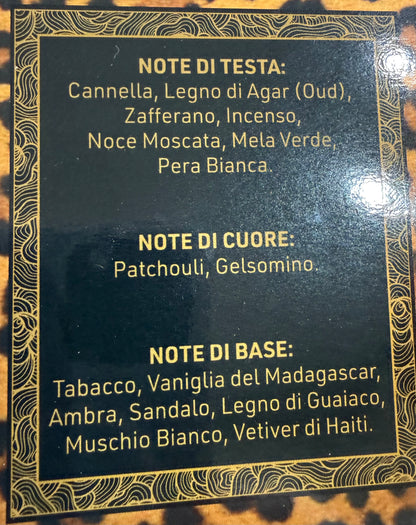 NOTE DI TESTA:
Cannella, Legno di Agar (Oud),
Zafferano, Incenso,
Noce Moscata, Mela Verde,
Pera Bianca.
NOTE DI CUORE:
Patchouli, Gelsomino.
NOTE DI BASE:
Tabacco, Vaniglia del Madagascar,
Ambra, Sandalo, Legno di Guaiaco,
Muschio Bianco, Vetiver di Haiti.